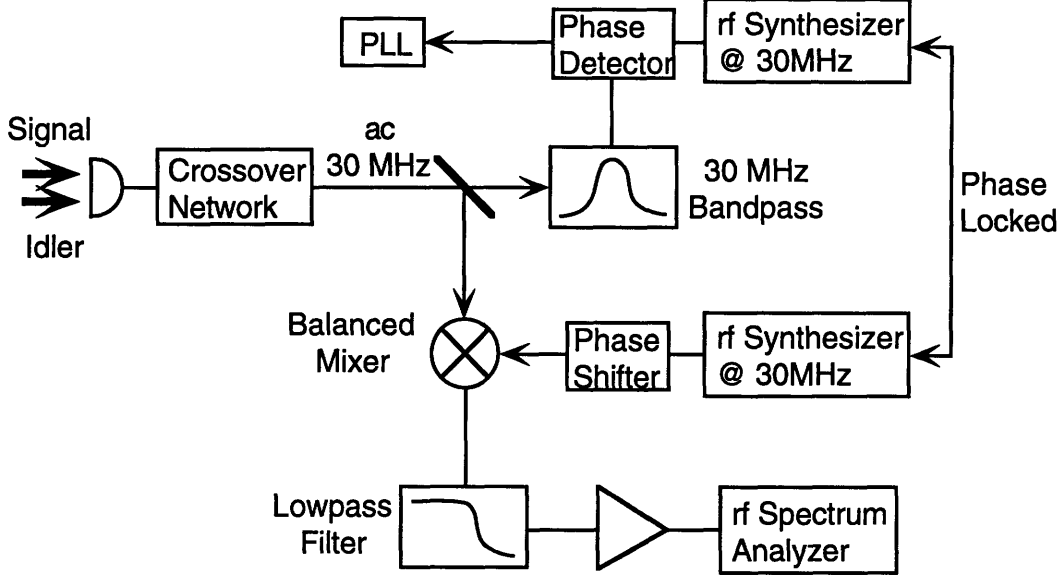 PLL
Phase
Detector
rf Synthesizer
@ 30MHz
Signal
Idler
Crossover
Network
ac
30 MHz
30 MHz
Bandpass
Phase
Locked
Balanced
Mixer
Phase
Shifter
rf Synthesizer
@ 30MHz
Lowpass
Filter
rf Spectrum
Analyzer